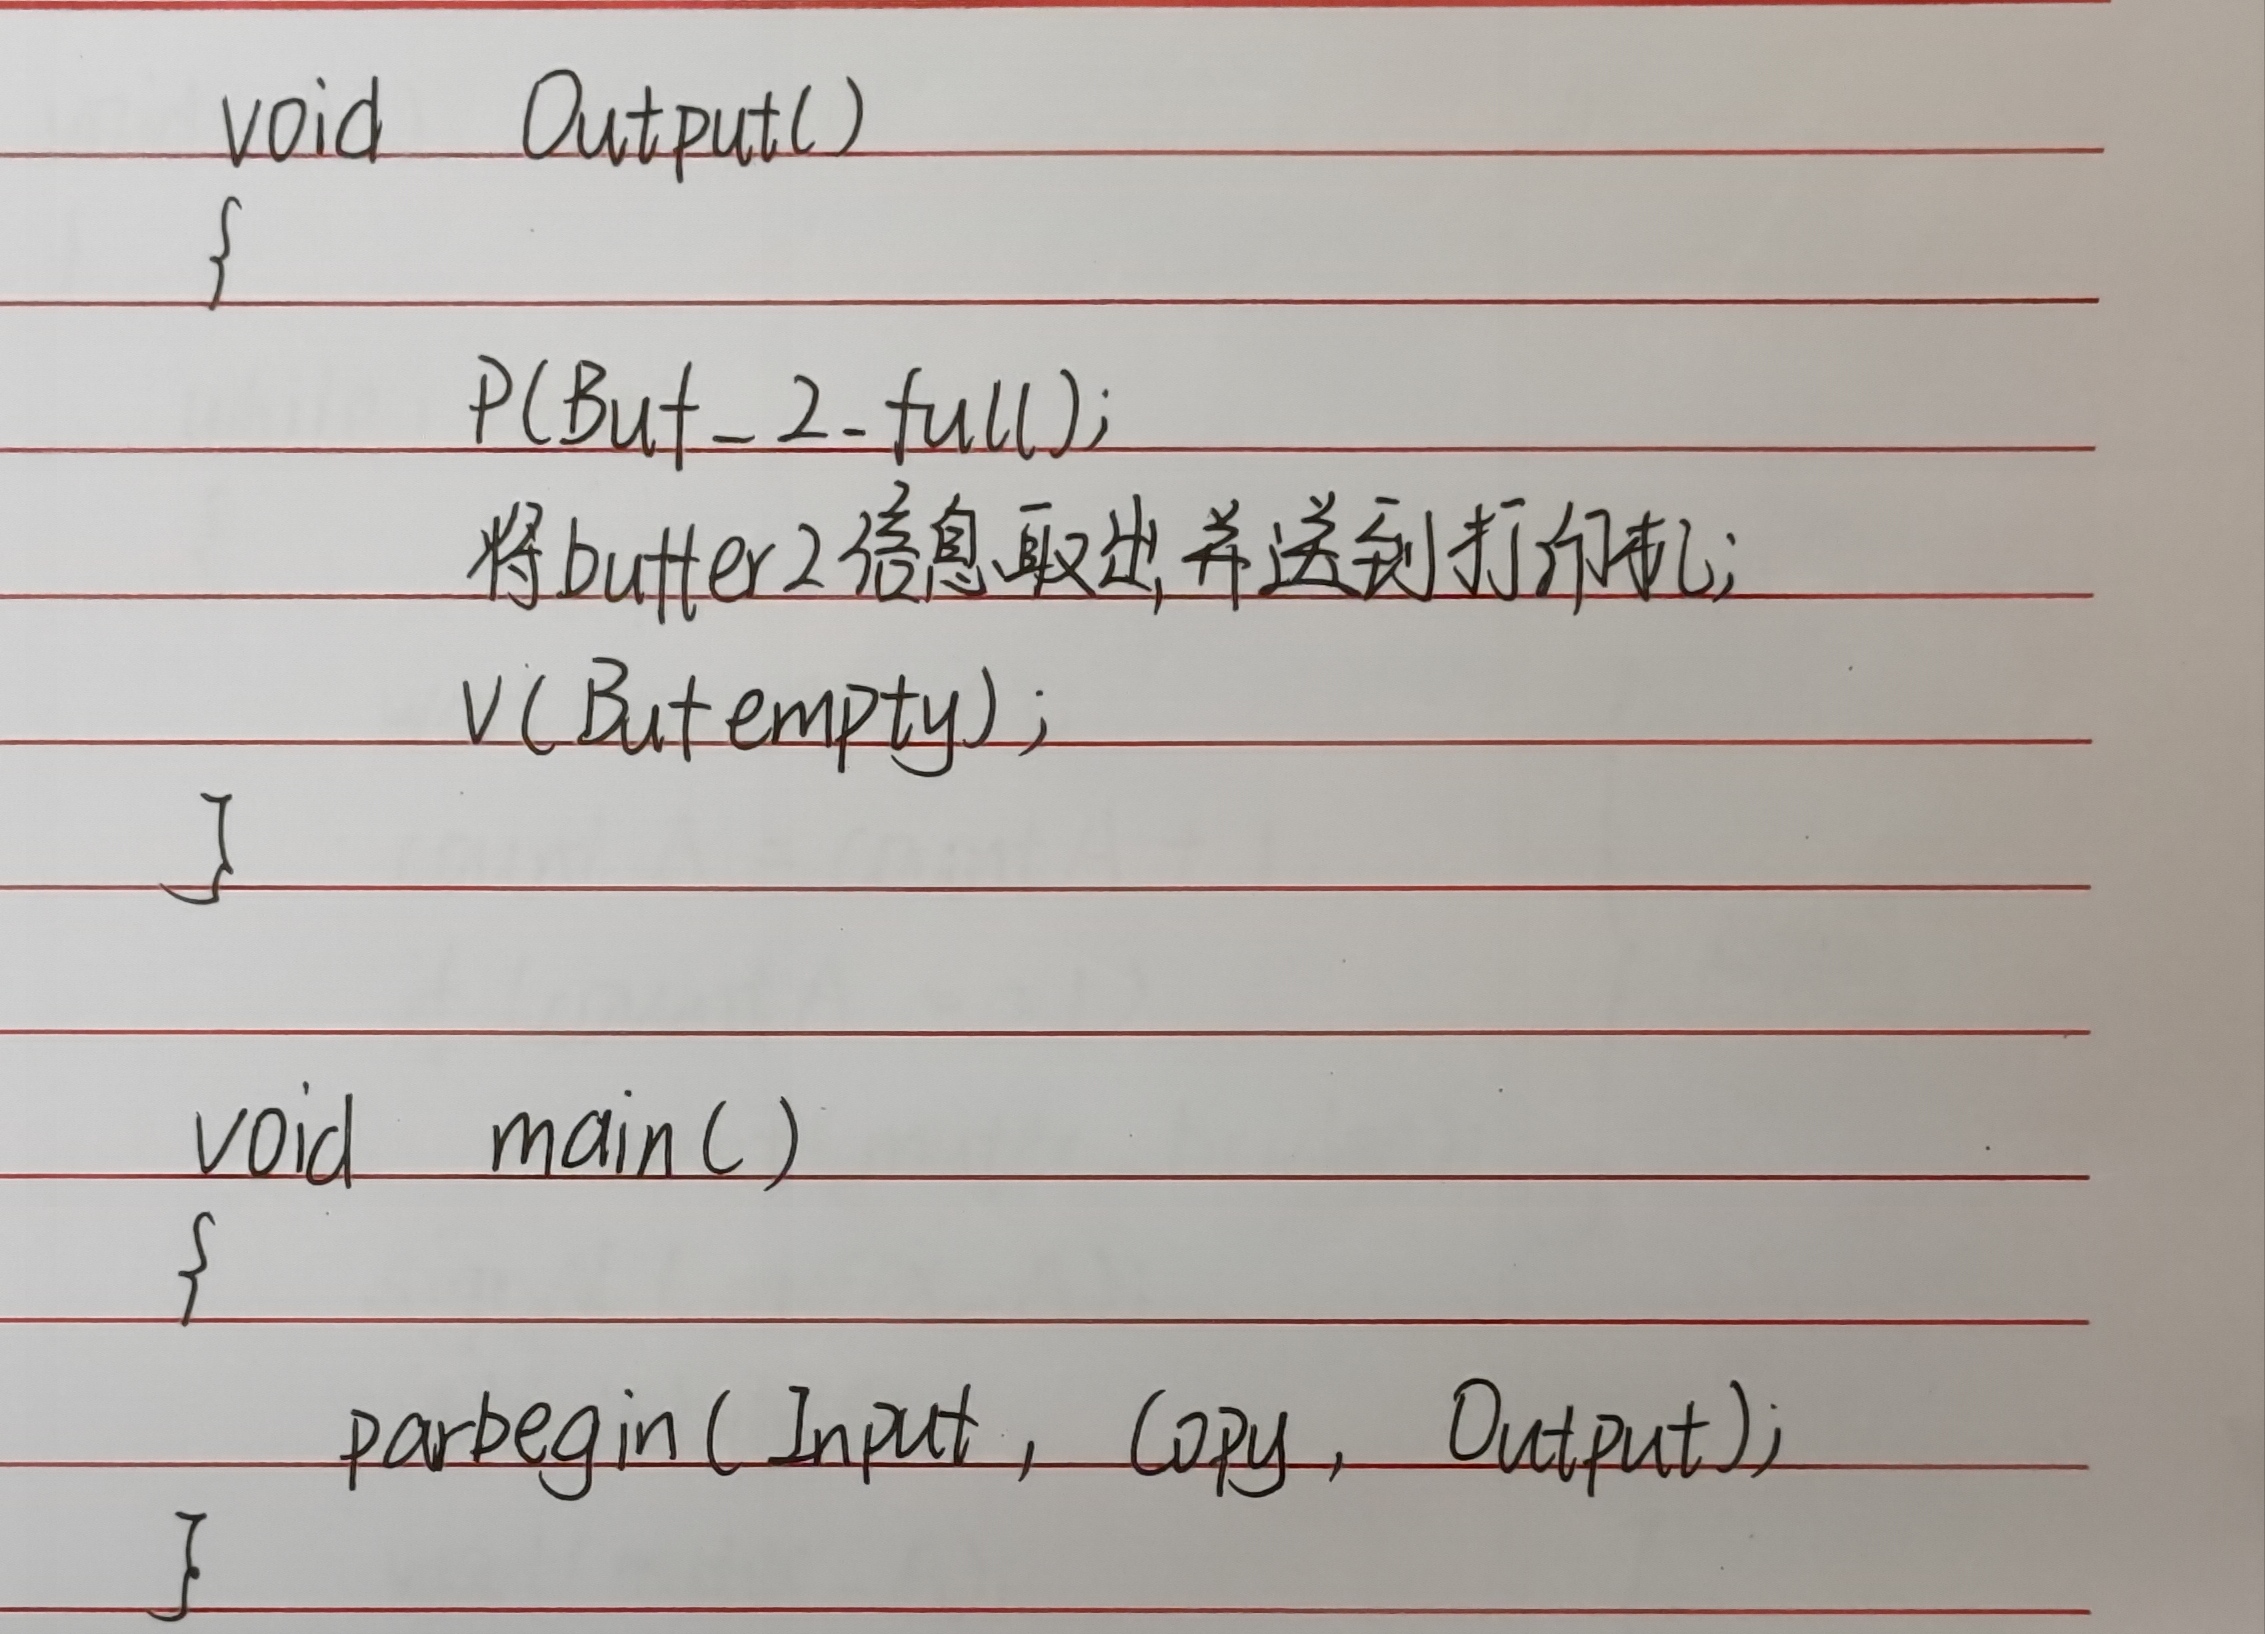 void Output()
{
P(Buf_2_full);
将buffer2信息取出,并送到打印机;
V(Bufempty);
}
void main()
{
parbegin(Input, Copy, Output);
}